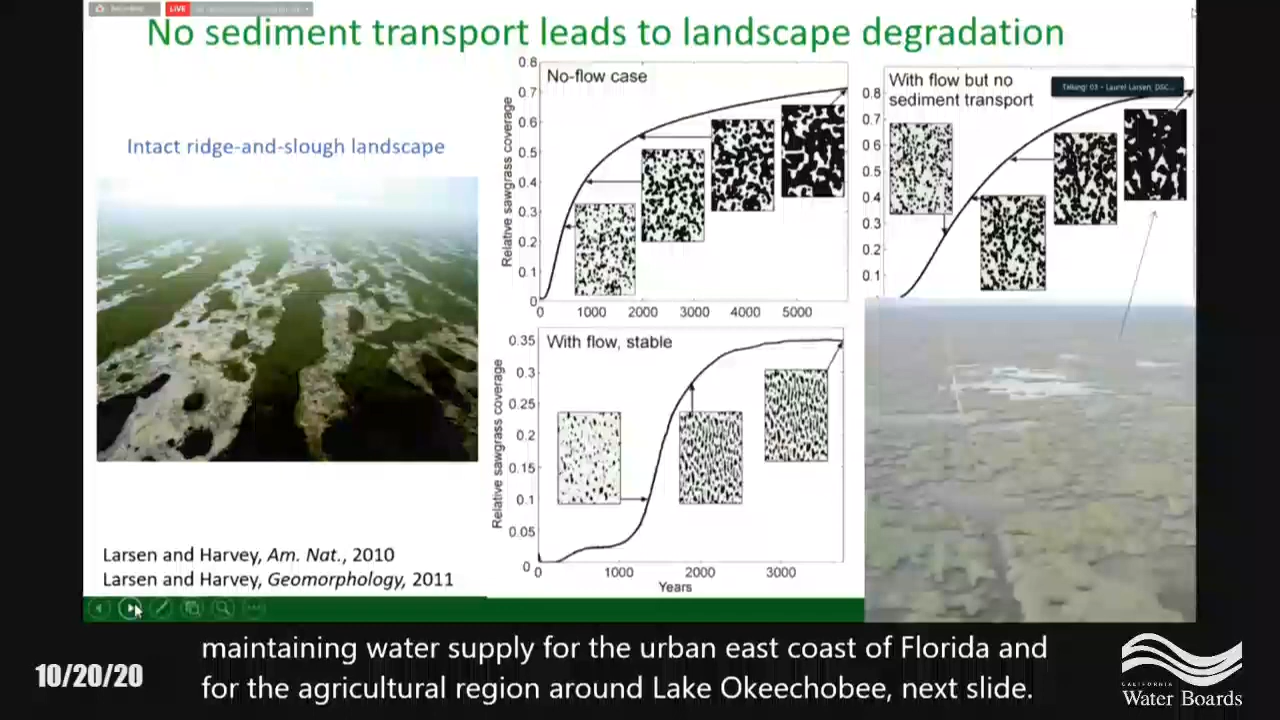 LIVE
No sediment transport leads to landscape degradation
Intact ridge-and-slough landscape
Larsen and Harvey, Am. Nat., 2010
Larsen and Harvey, Geomorphology, 2011
No-flow case
Relative sawgrass coverage
0.8
0.7
0.6
0.5
0.4
0.3
0.2
0.1
0
0 1000 2000 3000 4000 5000
With flow but no
sediment transport
Talking: 03 - Laurel Larsen, DSC...
0.8
0.7
0.6
0.5
0.4
0.3
0.2
0.1
With flow, stable
Relative sawgrass coverage
0.35
0.3
0.25
0.2
0.15
0.1
0.05
0
0 1000 2000 3000
Years
maintaining water supply for the urban east coast of Florida and
for the agricultural region around Lake Okeechobee, next slide.
10/20/20
CALIFORNIA
Water Boards